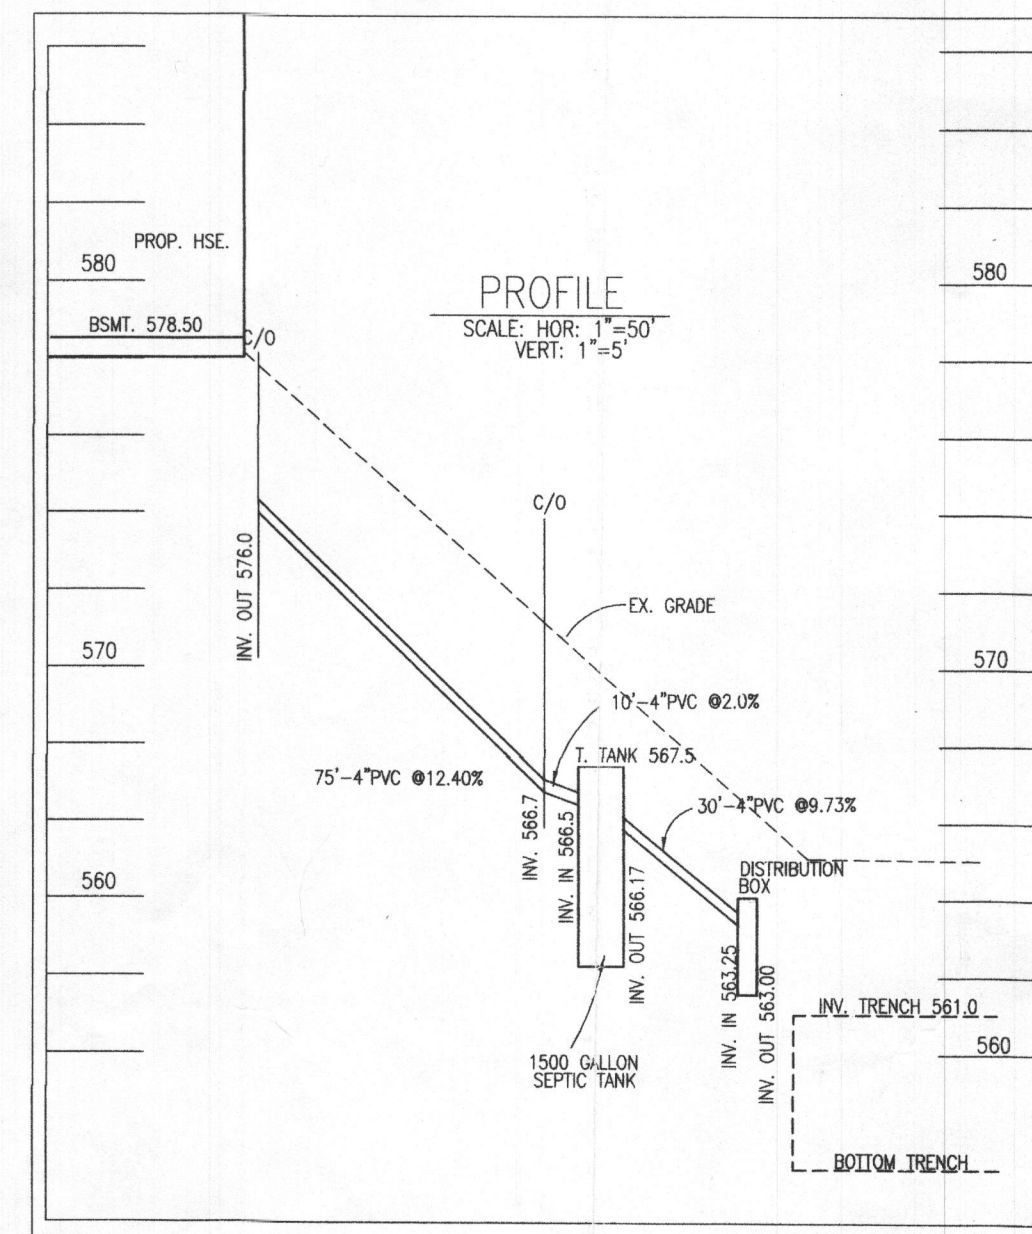 PROP. HSE.
580
BSMT. 578.50
C/O
PROFILE
SCALE: HOR: 1"=50'
VERT: 1"=5'
580
INV. OUT 576.0
C/O
EX. GRADE
570
570
10'-4"PVC @2.0%
T. TANK 567.5
75'-4"PVC @12.40%
30'-4"PVC @9.73%
INV. 566.7
INV. IN 566.5
INV. OUT 566.17
560
DISTRIBUTION
BOX
INV. IN 563.25
INV. OUT 563.00
INV. TRENCH 561.0
560
1500 GALLON
SEPTIC TANK
BOTTOM TRENCH